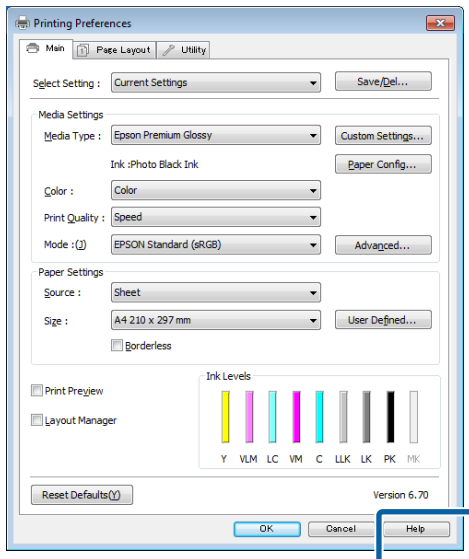 Printing Preferences
Main Page Layout Utility
Select Setting : Current Settings Save/Del...
Media Settings
Media Type : Epson Premium Glossy Custom Settings...
Ink :Photo Black Ink Paper Config...
Color : Color
Print Quality : Speed
Mode :(J) EPSON Standard (sRGB) Advanced...
Paper Settings
Source : Sheet
Size : A4 210 x 297 mm User Defined...
Borderless
Ink Levels
Print Preview
Layout Manager
Y VLM LC VM C LLK LK PK MK
Reset Defaults(Y) Version 6.70
OK Cancel Help